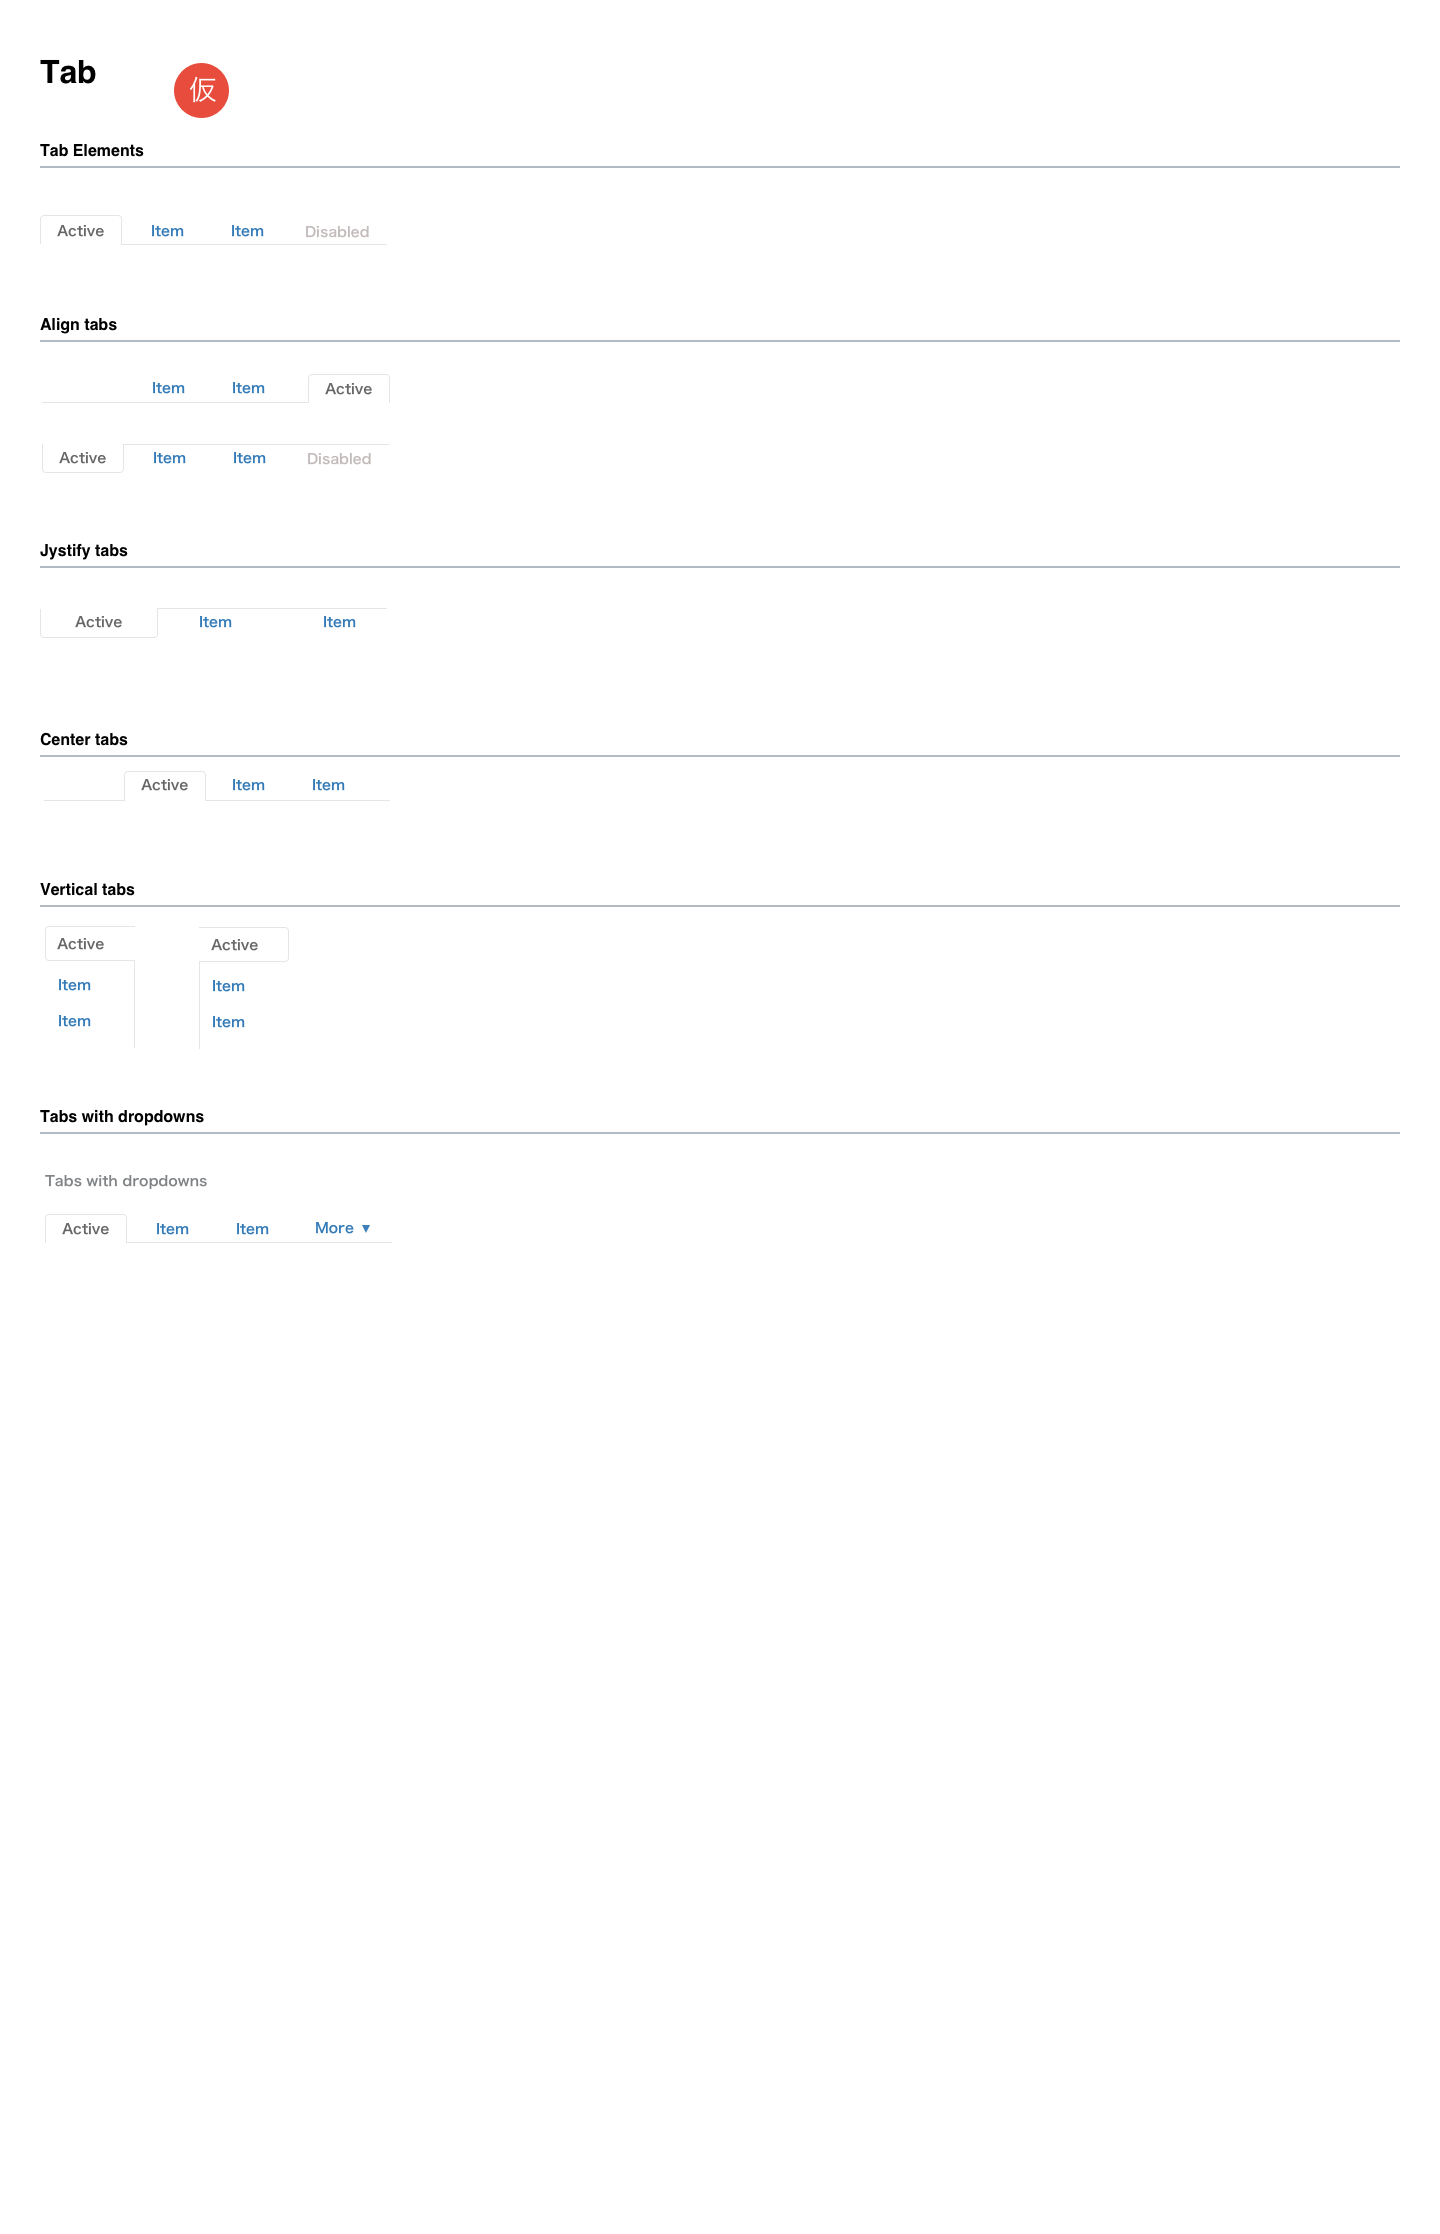 Tab
仮
Tab Elements
Active Item Item Disabled
Align tabs
Item Item Active
Active Item Item Disabled
Jystify tabs
Active Item Item
Center tabs
Active Item Item
Vertical tabs
Active Active
Item Item
Item Item
Tabs with dropdowns
Tabs with dropdowns
Active Item Item More ▼